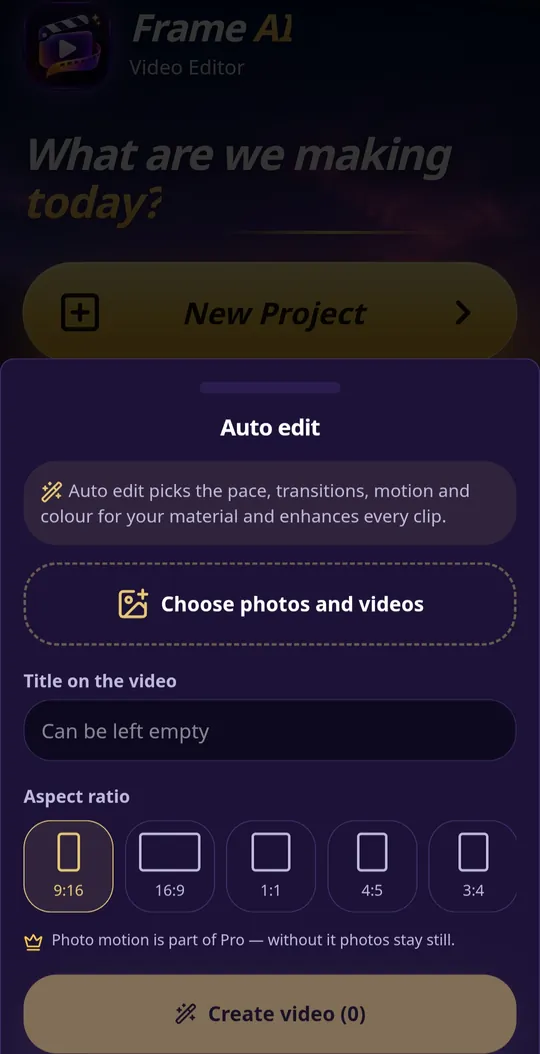 Frame AI
Video Editor
What are we making
today?
New Project
Auto edit
Auto edit picks the pace, transitions, motion and
colour for your material and enhances every clip.
Choose photos and videos
Title on the video
Can be left empty
Aspect ratio
9:16
16:9
1:1
4:5
3:4
Photo motion is part of Pro — without it photos stay still.
Create video (0)